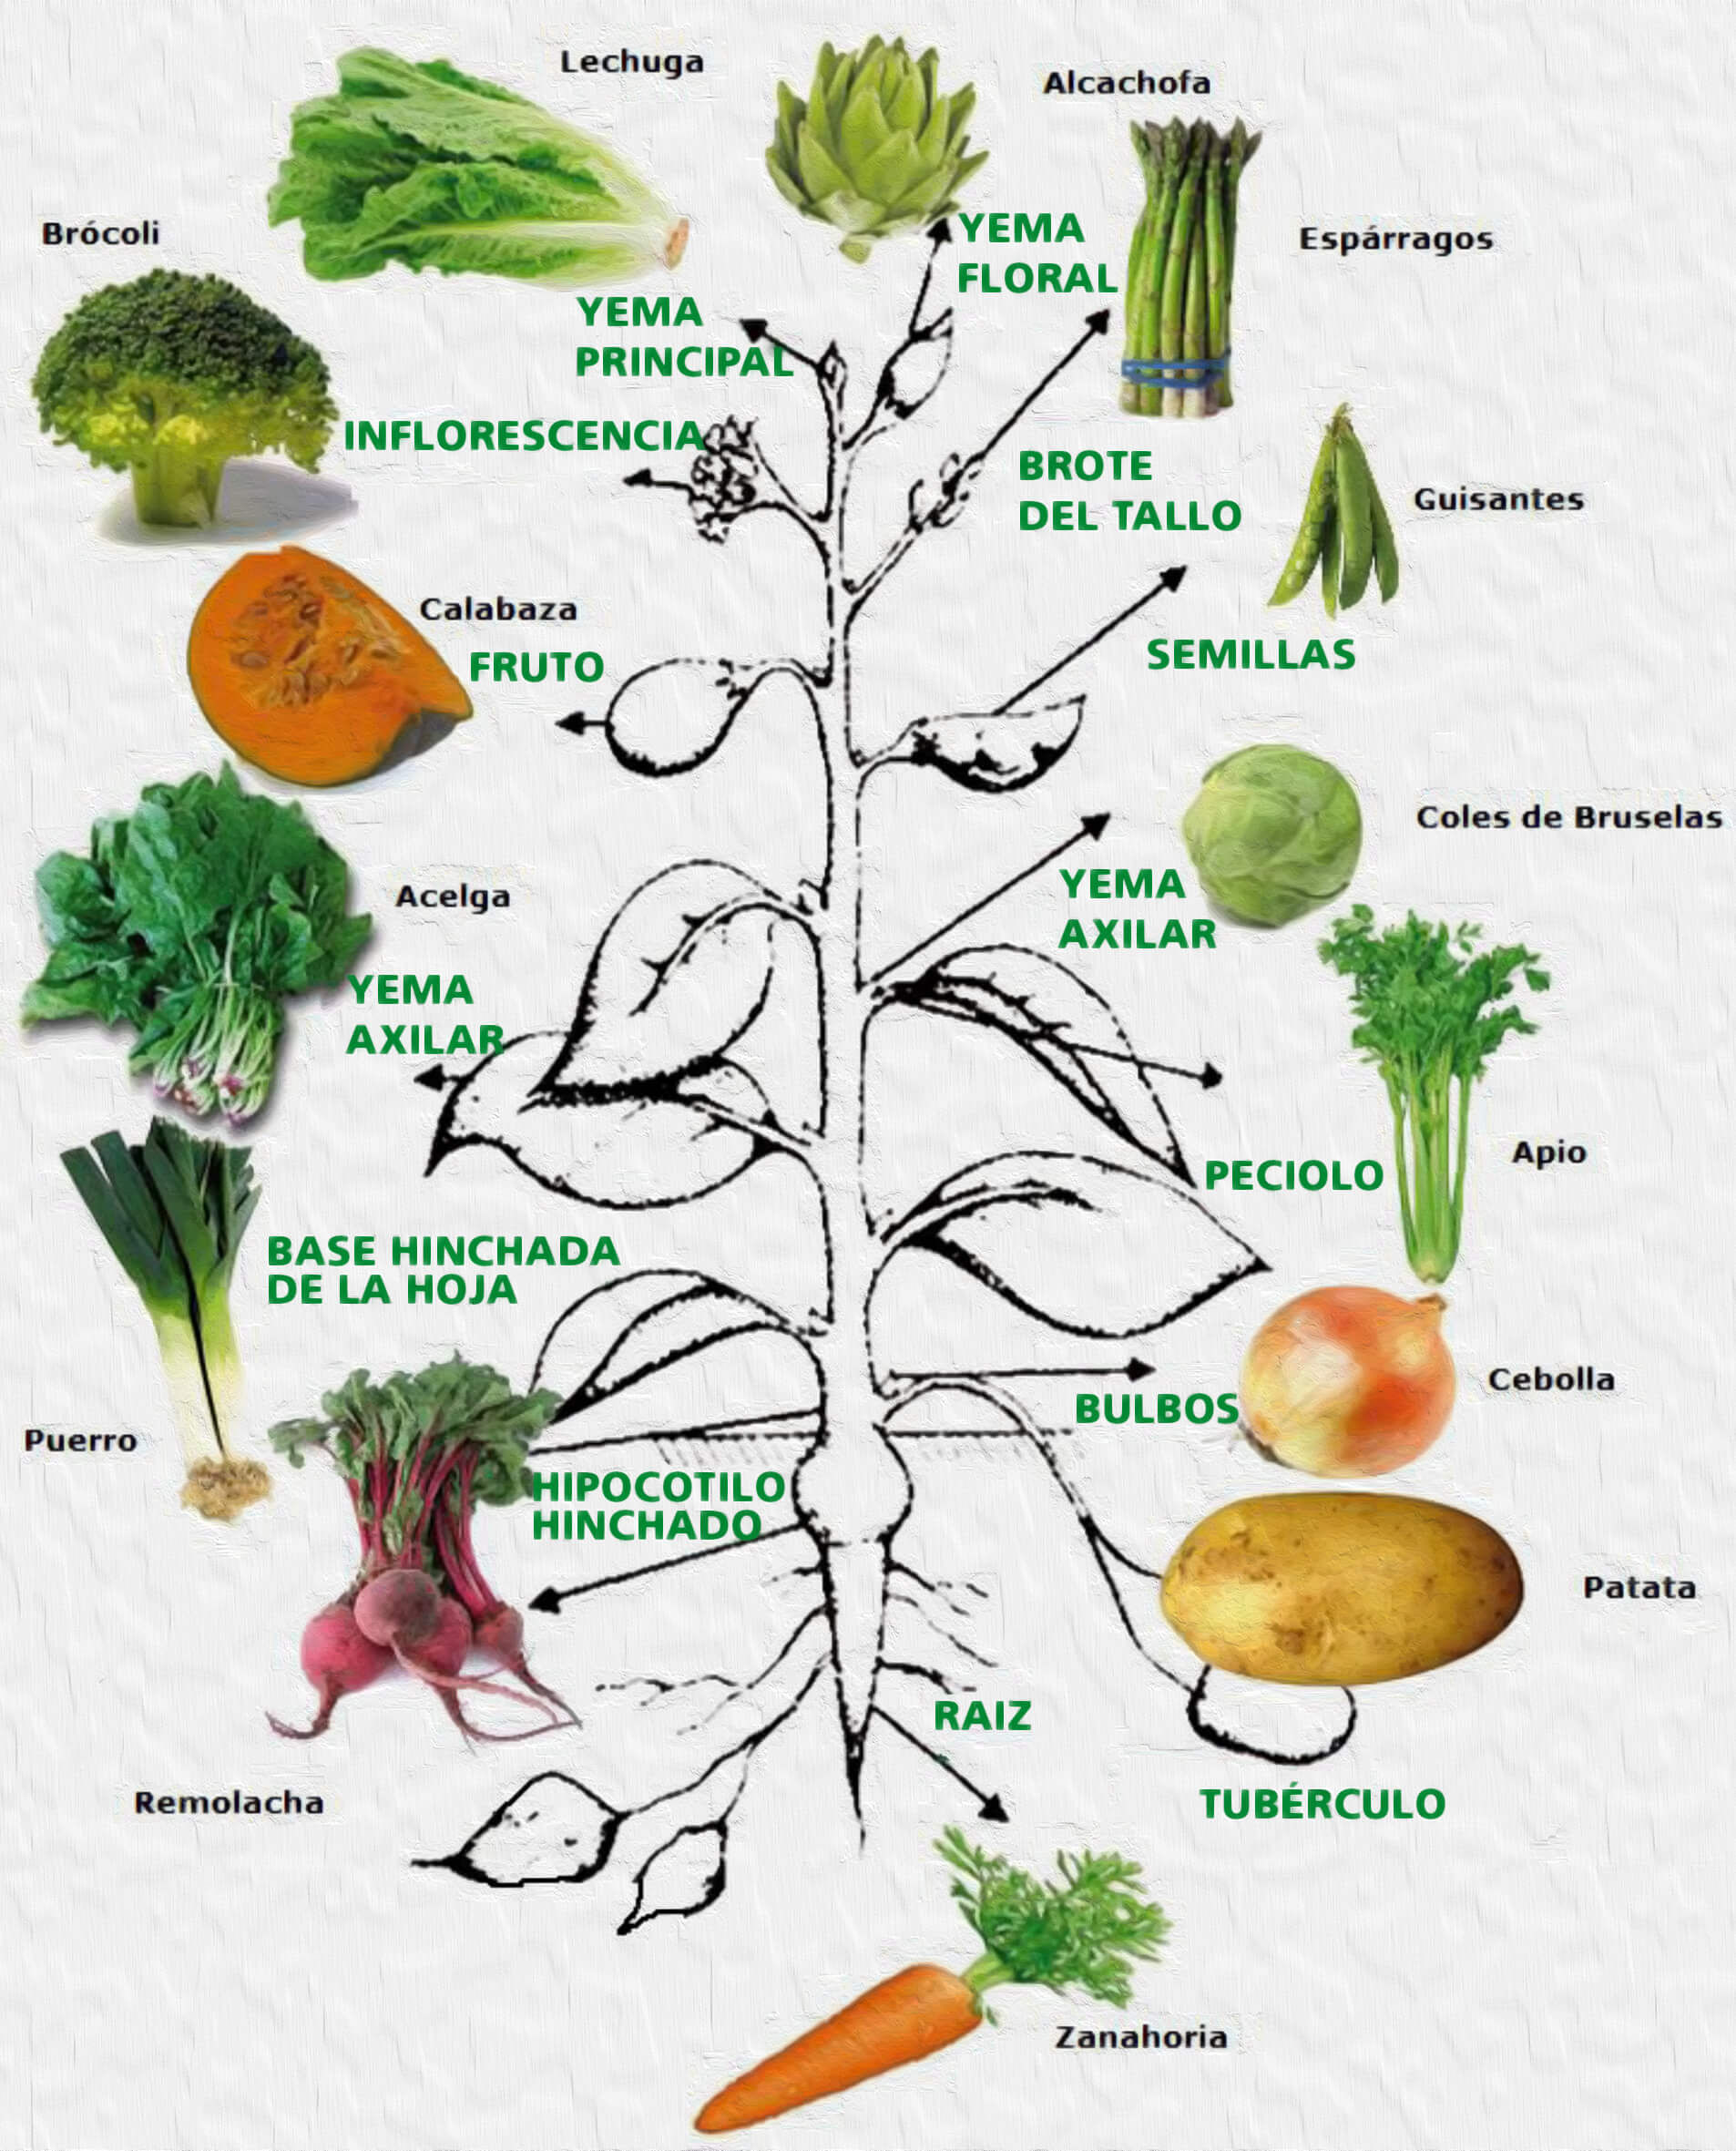 Lechuga
Alcachofa
Brócoli
Espárragos
YEMA
FLORAL
YEMA
PRINCIPAL
INFLORESCENCIA
BROTE
DEL TALLO
Guisantes
Calabaza
FRUTO
SEMILLAS
Coles de Bruselas
YEMA
AXILAR
Acelga
YEMA
AXILAR
Apio
PECIOLO
BASE HINCHADA
DE LA HOJA
Cebolla
BULBOS
Puerro
HIPOCOTILO
HINCHADO
Patata
RAIZ
Remolacha
TUBÉRCULO
Zanahoria